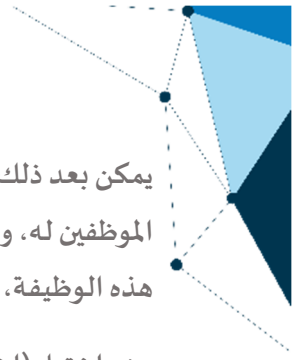 يمكن بعد ذلك
الموظفين له، و
هذه الوظيفة،